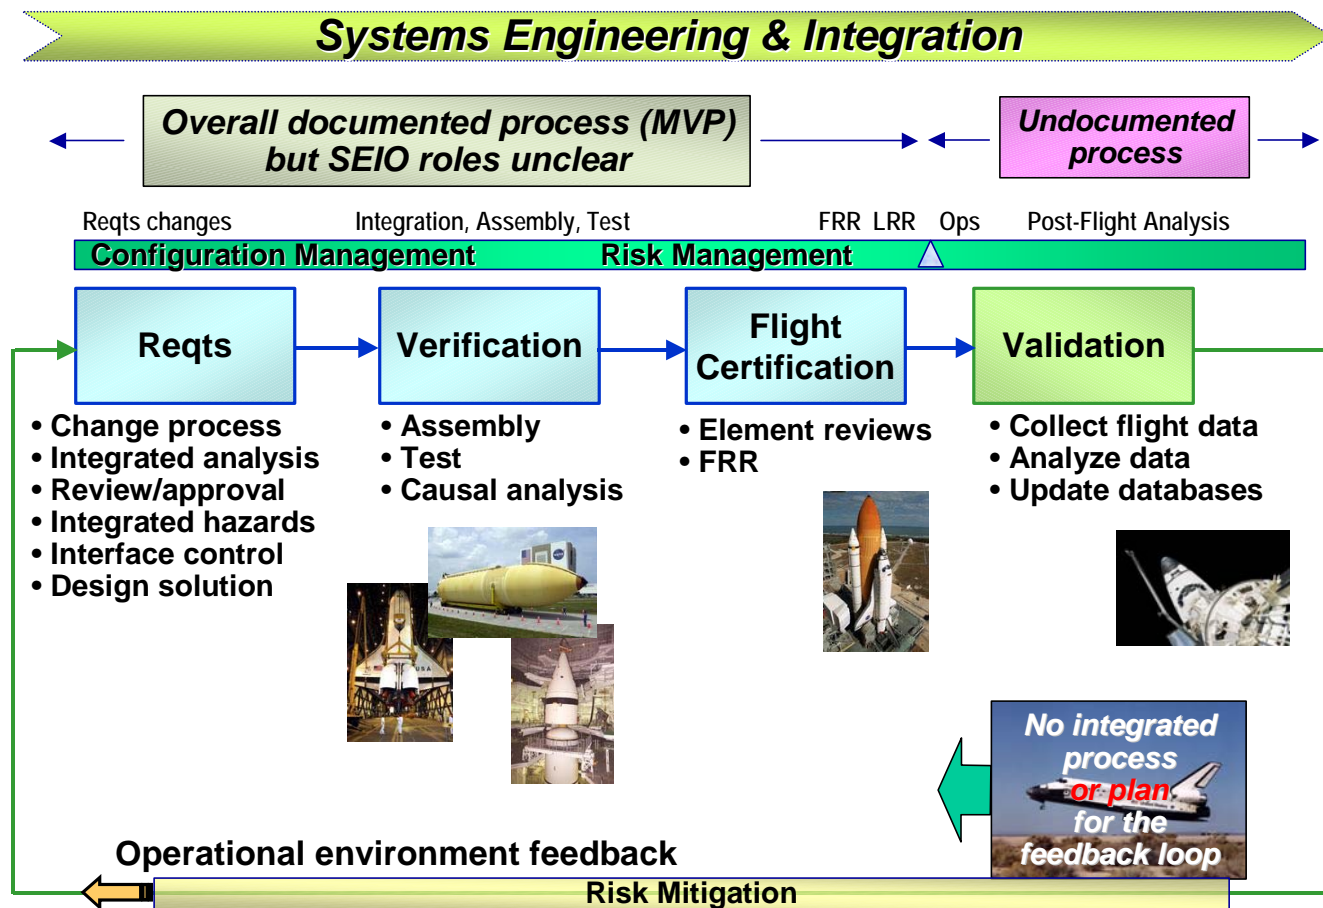 Systems Engineering & Integration
Overall documented process (MVP)
but SEIO roles unclear
Undocumented
process
Reqts changes
Integration, Assembly, Test
FRR LRR Ops
Post-Flight Analysis
Configuration Management
Risk Management
Reqts
Verification
Flight
Certification
Validation
• Change process
• Integrated analysis
• Review/approval
• Integrated hazards
• Interface control
• Design solution
• Assembly
• Test
• Causal analysis
• Element reviews
• FRR
• Collect flight data
• Analyze data
• Update databases
USA
No integrated
process
or plan
for the
feedback loop
Operational environment feedback
Risk Mitigation